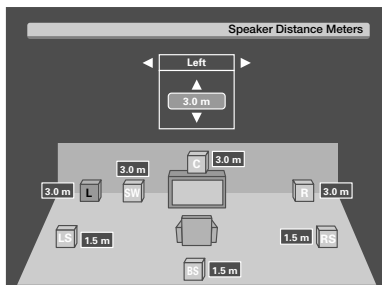 Speaker Distance Meters
Left
3.0 m
C 3.0 m
3.0 m
3.0 m L SW R 3.0 m
LS 1.5 m 1.5 m RS
BS 1.5 m